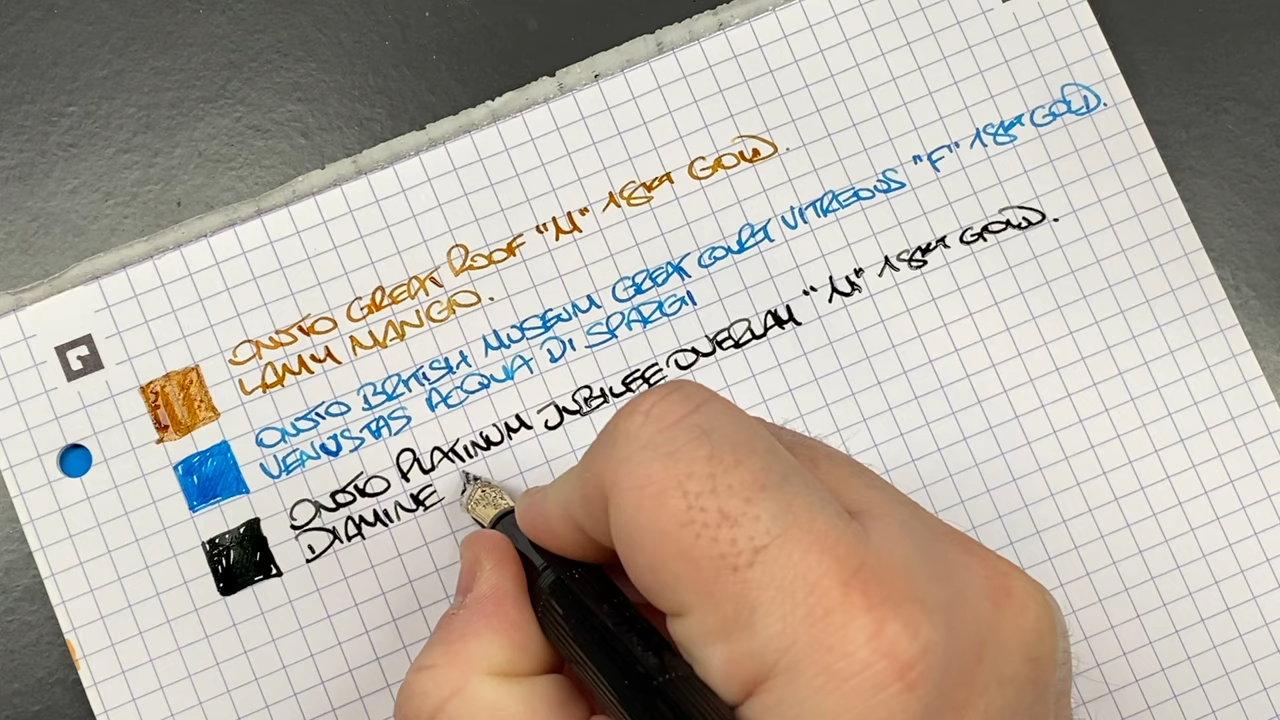 ONOTO GREAT ROOF "M" 18KT GOLD.
LAMY MANGO.
ONOTO BRITISH MUSEUM GREAT COURT VITREOUS "F" 18KT GOLD.
VENUSTAS ACQUA DI SPARGI
ONOTO PLATINUM JUBILEE OVERLAY "M" 18KT GOLD.
DIAMINE